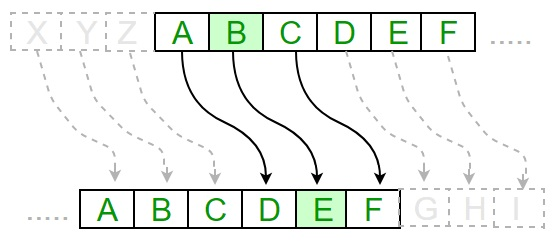 X Y Z A B C D E F .....
..... A B C D E F G H I